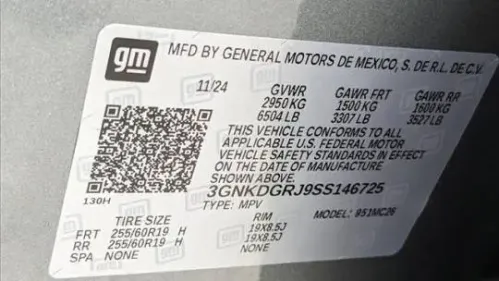 gm
MFD BY GENERAL MOTORS DE MEXICO, S. DE R.L. DE C.V.
11/24 GVWR GAWR FRT GAWR RR
2950 KG 1500 KG 1600 KG
6504 LB 3307 LB 3527 LB
THIS VEHICLE CONFORMS TO ALL
APPLICABLE U.S. FEDERAL MOTOR
VEHICLE SAFETY STANDARDS IN EFFECT
ON THE DATE OF MANUFACTURE
SHOWN ABOVE
3GNKDGRJ9SS146725
130H
TYPE: MPV MODEL: 951MC26
TIRE SIZE RIM
FRT 255/60R19 H 19X8.5J
RR 255/60R19 H 19X8.5J
SPA NONE NONE